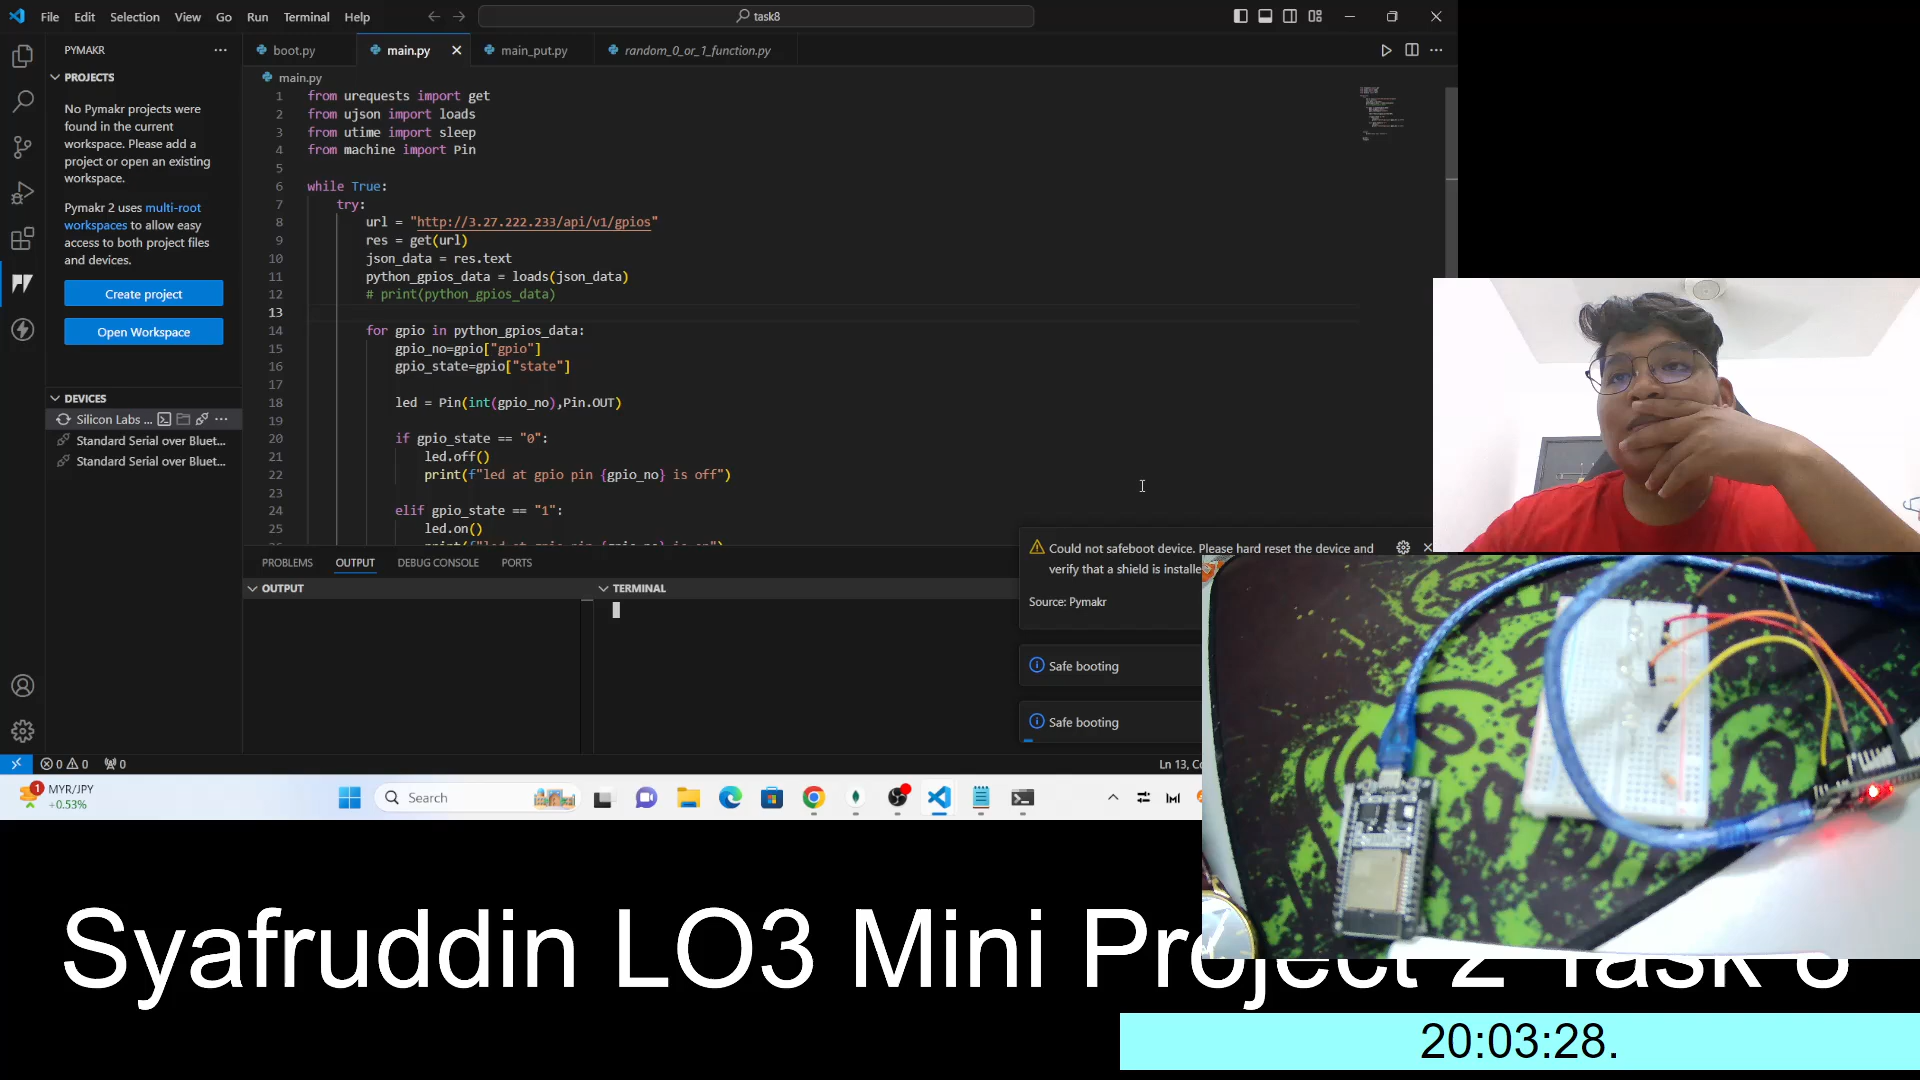 File Edit Selection View Go Run Terminal Help
task8
PYMAKR
PROJECTS
No Pymakr projects were
found in the current
workspace. Please add a
project or open an existing
workspace.
Pymakr 2 uses multi-root
workspaces to allow easy
access to both project files
and devices.
Create project
Open Workspace
DEVICES
Silicon Labs ...
Standard Serial over Bluet...
Standard Serial over Bluet...
boot.py main.py main_put.py random_0_or_1_function.py
main.py
1 from urequests import get
2 from ujson import loads
3 from utime import sleep
4 from machine import Pin
5
6 while True:
7 try:
8 url = "http://3.27.222.233/api/v1/gpios"
9 res = get(url)
10 json_data = res.text
11 python_gpios_data = loads(json_data)
12 # print(python_gpios_data)
13
14 for gpio in python_gpios_data:
15 gpio_no=gpio["gpio"]
16 gpio_state=gpio["state"]
17
18 led = Pin(int(gpio_no),Pin.OUT)
19
20 if gpio_state == "0":
21 led.off()
22 print(f"led at gpio pin {gpio_no} is off")
23
24 elif gpio_state == "1":
25 led.on()
PROBLEMS OUTPUT DEBUG CONSOLE PORTS
OUTPUT
TERMINAL
Could not safeboot device. Please hard reset the device and
verify that a shield is installe
Source: Pymakr
Safe booting
Safe booting
0 0 0
Ln 13, Co
1
MYR/JPY
+0.53%
Search
Syafruddin LO3 Mini Project 2 Task 8
20:03:28.